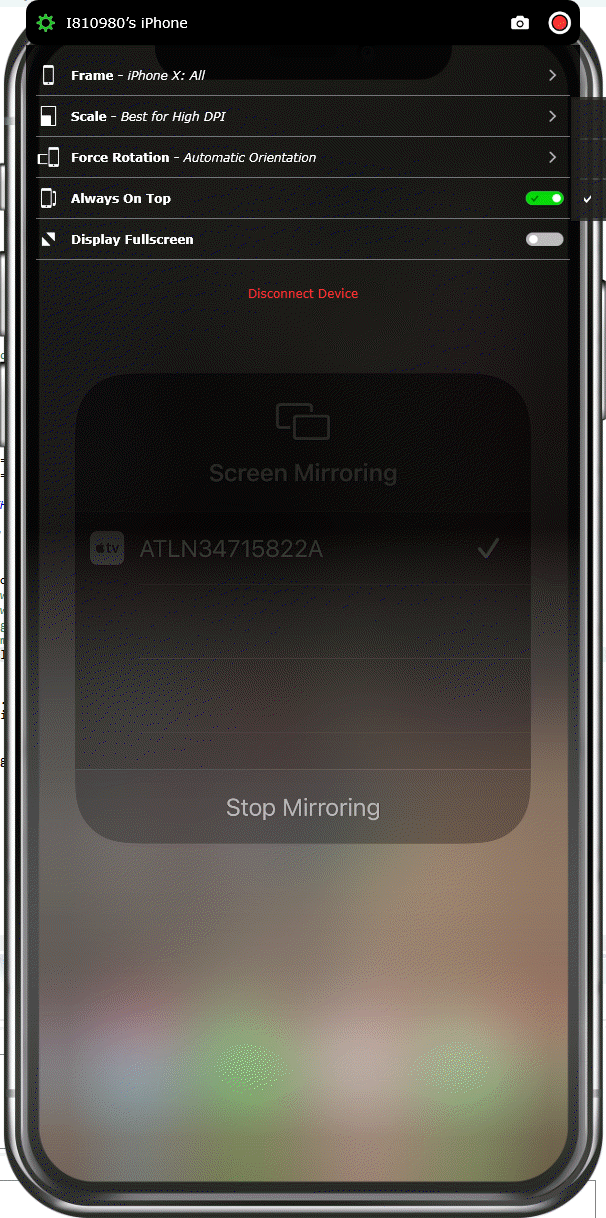 I810980’s iPhone
Frame - iPhone X: All
Scale - Best for High DPI
Force Rotation - Automatic Orientation
Always On Top
Display Fullscreen
Disconnect Device
Screen Mirroring
tv ATLN34715822A
Stop Mirroring